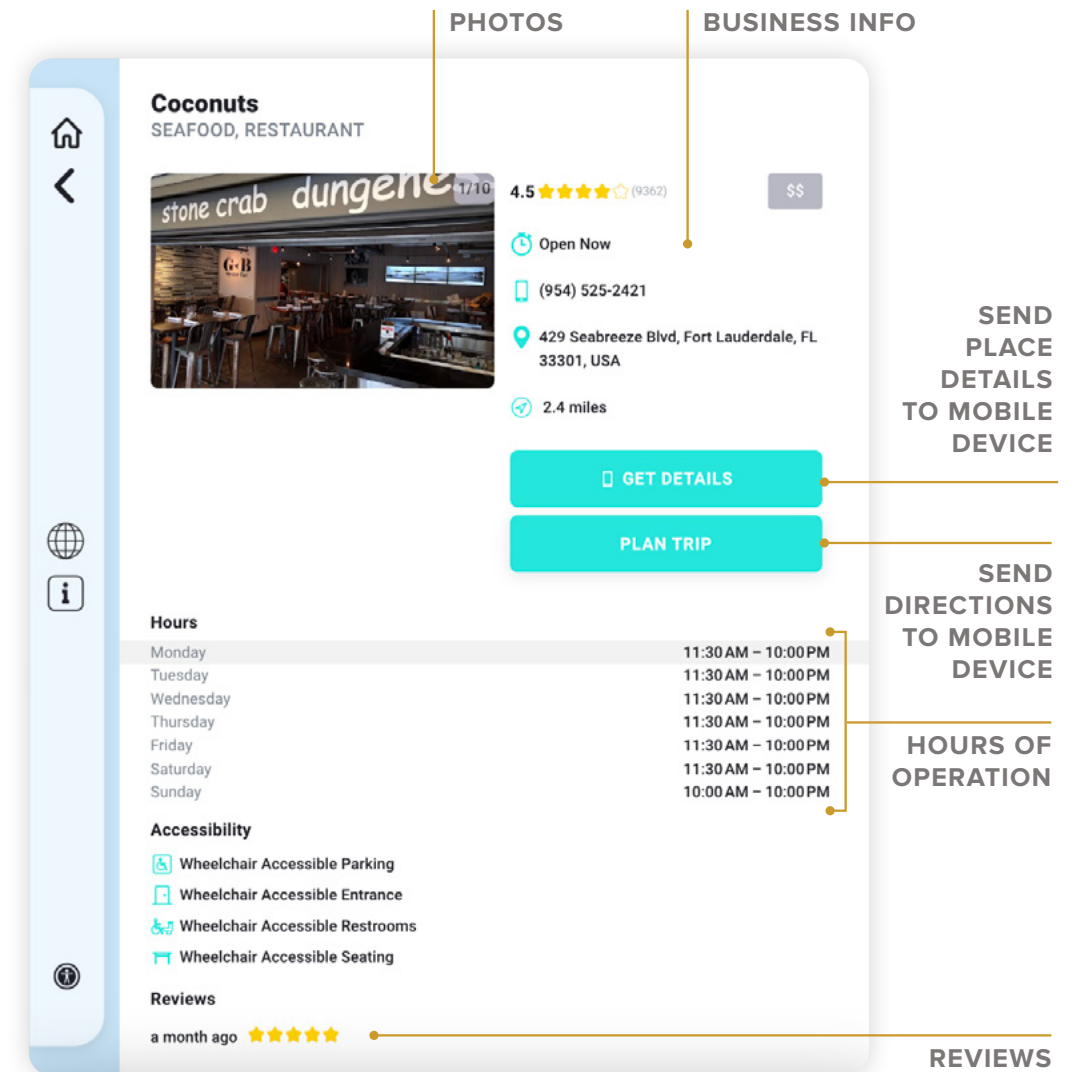 PHOTOS
BUSINESS INFO
Coconuts
SEAFOOD, RESTAURANT
stone crab dungene
1/10
G&B
4.5 (9362)
$$
Open Now
(954) 525-2421
429 Seabreeze Blvd, Fort Lauderdale, FL
33301, USA
2.4 miles
GET DETAILS
PLAN TRIP
SEND
PLACE
DETAILS
TO MOBILE
DEVICE
SEND
DIRECTIONS
TO MOBILE
DEVICE
Hours
Monday 11:30 AM – 10:00 PM
Tuesday 11:30 AM – 10:00 PM
Wednesday 11:30 AM – 10:00 PM
Thursday 11:30 AM – 10:00 PM
Friday 11:30 AM – 10:00 PM
Saturday 11:30 AM – 10:00 PM
Sunday 10:00 AM – 10:00 PM
HOURS OF
OPERATION
Accessibility
Wheelchair Accessible Parking
Wheelchair Accessible Entrance
Wheelchair Accessible Restrooms
Wheelchair Accessible Seating
Reviews
a month ago
REVIEWS